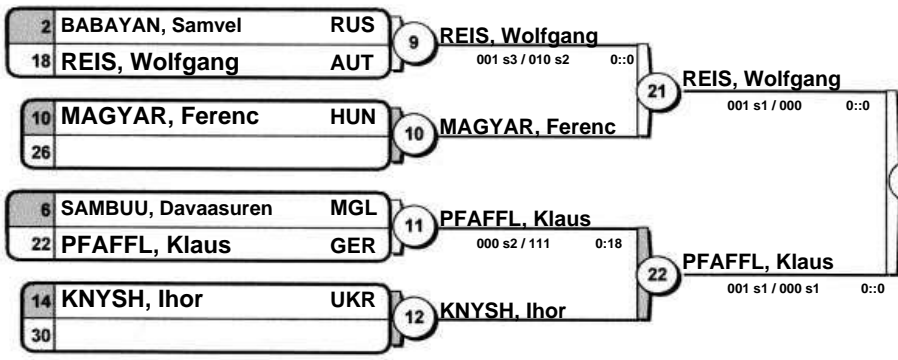 2 BABAYAN, Samvel RUS
18 REIS, Wolfgang AUT
9
REIS, Wolfgang
001 s3 / 010 s2 0::0
10 MAGYAR, Ferenc HUN
26
10
MAGYAR, Ferenc
21
REIS, Wolfgang
001 s1 / 000 0::0
6 SAMBUU, Davaasuren MGL
22 PFAFFL, Klaus GER
11
PFAFFL, Klaus
000 s2 / 111 0:18
14 KNYSH, Ihor UKR
30
12
KNYSH, Ihor
22
PFAFFL, Klaus
001 s1 / 000 s1 0::0